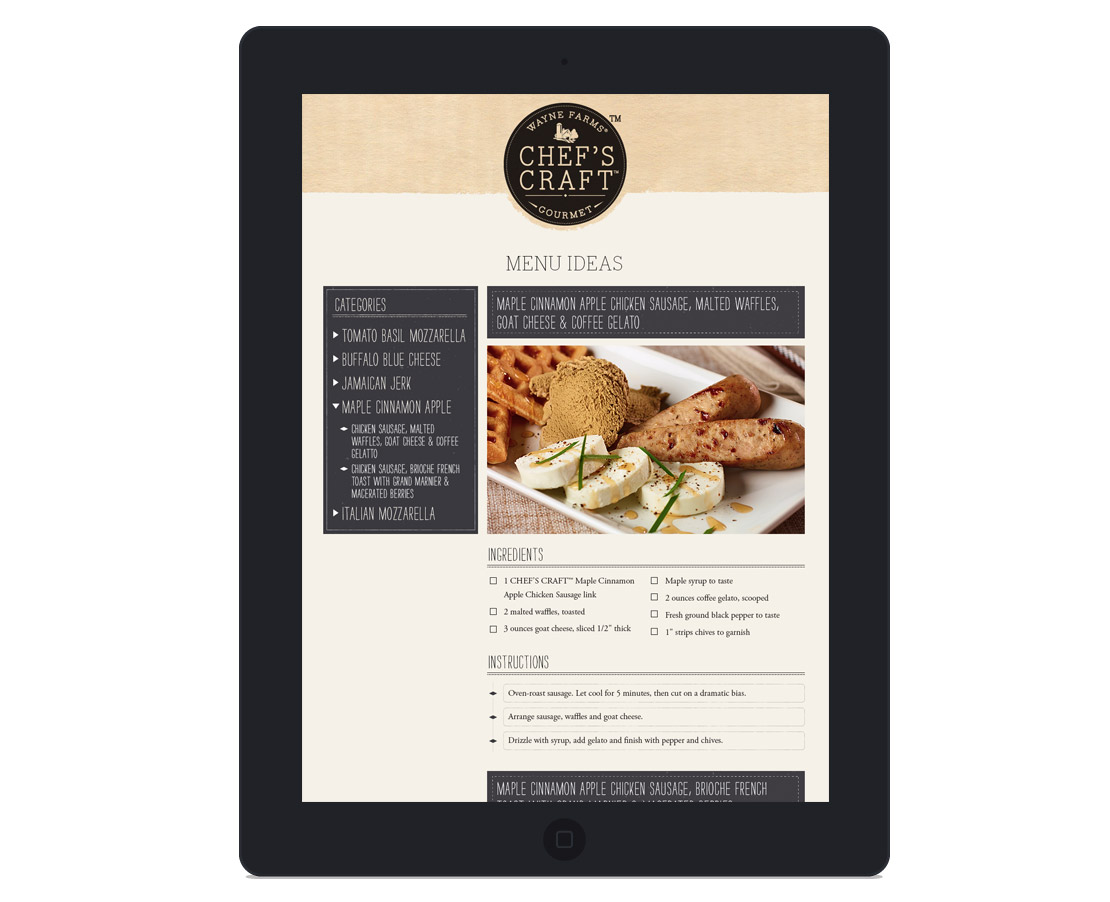 WAYNE FARMS®
TM
CHEF'S
CRAFT™
GOURMET
MENU IDEAS
CATEGORIES
TOMATO BASIL MOZZARELLA
BUFFALO BLUE CHEESE
JAMAICAN JERK
MAPLE CINNAMON APPLE
CHICKEN SAUSAGE, MALTED
WAFFLES, GOAT CHEESE & COFFEE
GELATTO
CHICKEN SAUSAGE, BRIOCHE FRENCH
TOAST WITH GRAND MARNIER &
MACERATED BERRIES
ITALIAN MOZZARELLA
MAPLE CINNAMON APPLE CHICKEN SAUSAGE, MALTED WAFFLES,
GOAT CHEESE & COFFEE GELATO
INGREDIENTS
1 CHEF'S CRAFT™ Maple Cinnamon
Apple Chicken Sausage link
2 malted waffles, toasted
3 ounces goat cheese, sliced 1/2" thick
Maple syrup to taste
2 ounces coffee gelato, scooped
Fresh ground black pepper to taste
1" strips chives to garnish
INSTRUCTIONS
Oven-roast sausage. Let cool for 5 minutes, then cut on a dramatic bias.
Arrange sausage, waffles and goat cheese.
Drizzle with syrup, add gelato and finish with pepper and chives.
MAPLE CINNAMON APPLE CHICKEN SAUSAGE, BRIOCHE FRENCH